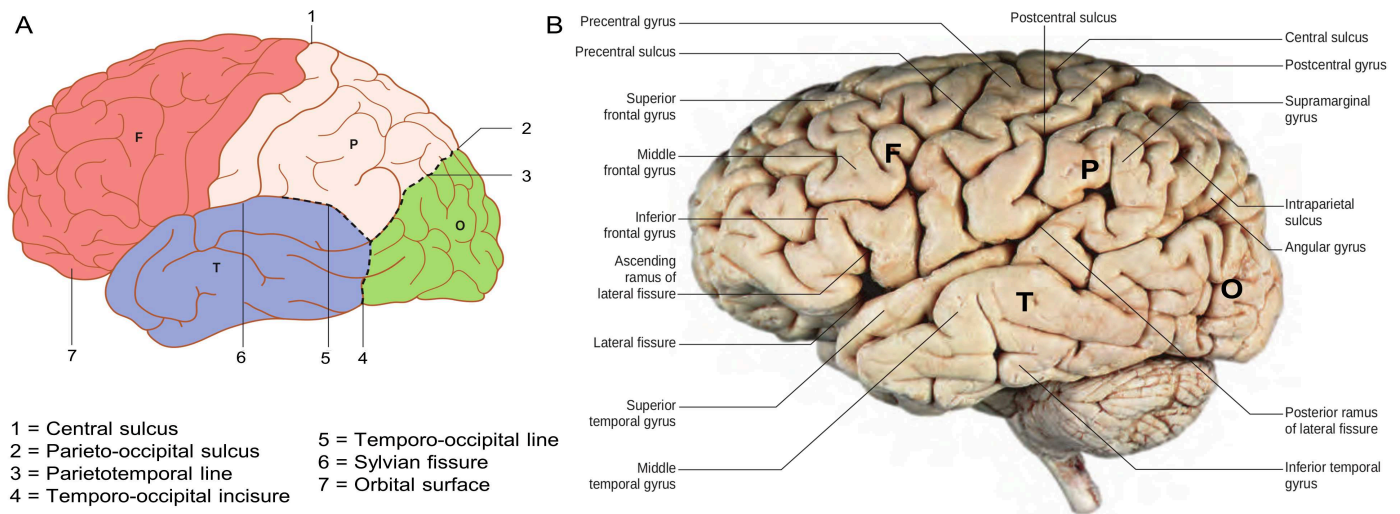 A
1
F
P
2
3
O
T
7
6
5
4
1 = Central sulcus
2 = Parieto-occipital sulcus
3 = Parietotemporal line
4 = Temporo-occipital incisure
5 = Temporo-occipital line
6 = Sylvian fissure
7 = Orbital surface
B
Precentral gyrus
Precentral sulcus
Superior
frontal gyrus
Middle
frontal gyrus
Inferior
frontal gyrus
Ascending
ramus of
lateral fissure
Lateral fissure
Superior
temporal gyrus
Middle
temporal gyrus
Postcentral sulcus
Central sulcus
Postcentral gyrus
Supramarginal
gyrus
Intraparietal
sulcus
Angular gyrus
Posterior ramus
of lateral fissure
Inferior temporal
gyrus
F
P
T
O